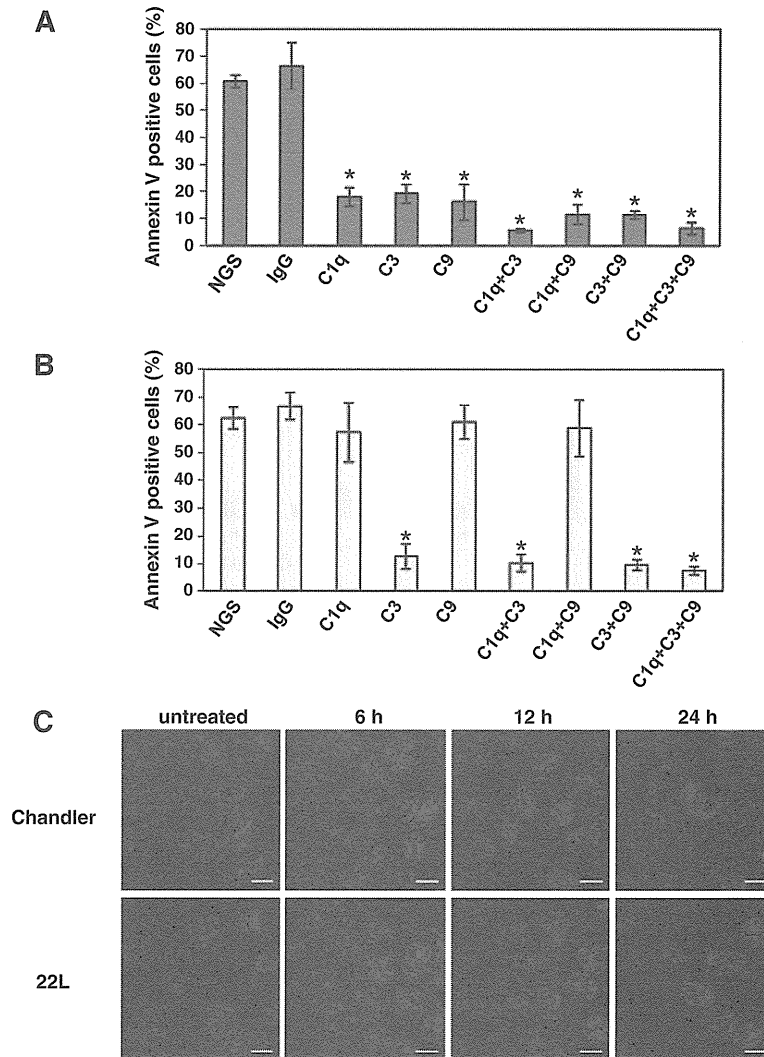 A
Annexin V positive cells (%)
80
70
60
50
40
30
20
10
0
*
*
*
*
*
*
*
NGS
IgG
C1q
C3
C9
C1q+C3
C1q+C9
C3+C9
C1q+C3+C9
B
Annexin V positive cells (%)
80
70
60
50
40
30
20
10
0
*
*
*
*
NGS
IgG
C1q
C3
C9
C1q+C3
C1q+C9
C3+C9
C1q+C3+C9
C
untreated
6 h
12 h
24 h
Chandler
22L